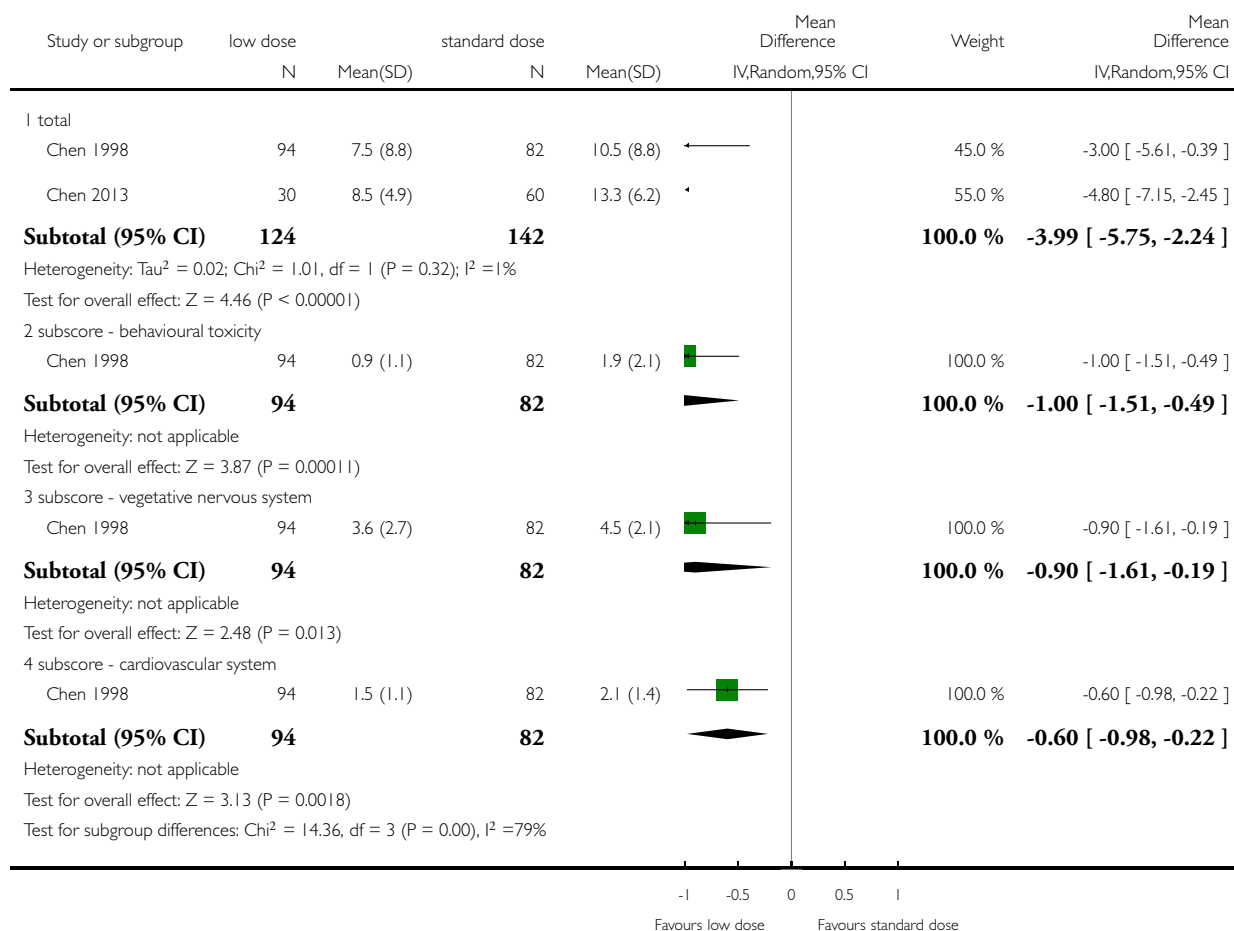 Study or subgroup low dose standard dose Mean Difference Weight Mean Difference
N Mean(SD) N Mean(SD) IV,Random,95% CI IV,Random,95% CI
1 total
Chen 1998 94 7.5 (8.8) 82 10.5 (8.8) 45.0 % -3.00 [ -5.61, -0.39 ]
Chen 2013 30 8.5 (4.9) 60 13.3 (6.2) 55.0 % -4.80 [ -7.15, -2.45 ]
Subtotal (95% CI) 124 142 100.0 % -3.99 [ -5.75, -2.24 ]
Heterogeneity: Tau² = 0.02; Chi² = 1.01, df = 1 (P = 0.32); I² =1%
Test for overall effect: Z = 4.46 (P < 0.00001)
2 subscore - behavioural toxicity
Chen 1998 94 0.9 (1.1) 82 1.9 (2.1) 100.0 % -1.00 [ -1.51, -0.49 ]
Subtotal (95% CI) 94 82 100.0 % -1.00 [ -1.51, -0.49 ]
Heterogeneity: not applicable
Test for overall effect: Z = 3.87 (P = 0.00011)
3 subscore - vegetative nervous system
Chen 1998 94 3.6 (2.7) 82 4.5 (2.1) 100.0 % -0.90 [ -1.61, -0.19 ]
Subtotal (95% CI) 94 82 100.0 % -0.90 [ -1.61, -0.19 ]
Heterogeneity: not applicable
Test for overall effect: Z = 2.48 (P = 0.013)
4 subscore - cardiovascular system
Chen 1998 94 1.5 (1.1) 82 2.1 (1.4) 100.0 % -0.60 [ -0.98, -0.22 ]
Subtotal (95% CI) 94 82 100.0 % -0.60 [ -0.98, -0.22 ]
Heterogeneity: not applicable
Test for overall effect: Z = 3.13 (P = 0.0018)
Test for subgroup differences: Chi² = 14.36, df = 3 (P = 0.00), I² =79%
-1 -0.5 0 0.5 1
Favours low dose Favours standard dose